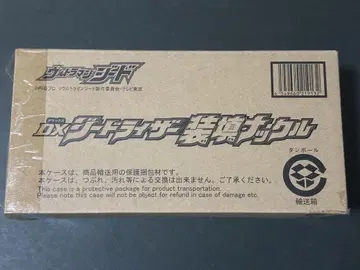 ウルトラマンジード
DXジードライザー 装填ナックル
デラックス
ダンボール
本ケースは、商品輸送用の保護梱包材です。
本ケースは、つぶれ、汚れ等による交換は出来ません。ご了承ください。
This case is a protective package for product transportation.
Please note this case will not be object for refund in case of damage etc.
輸送箱